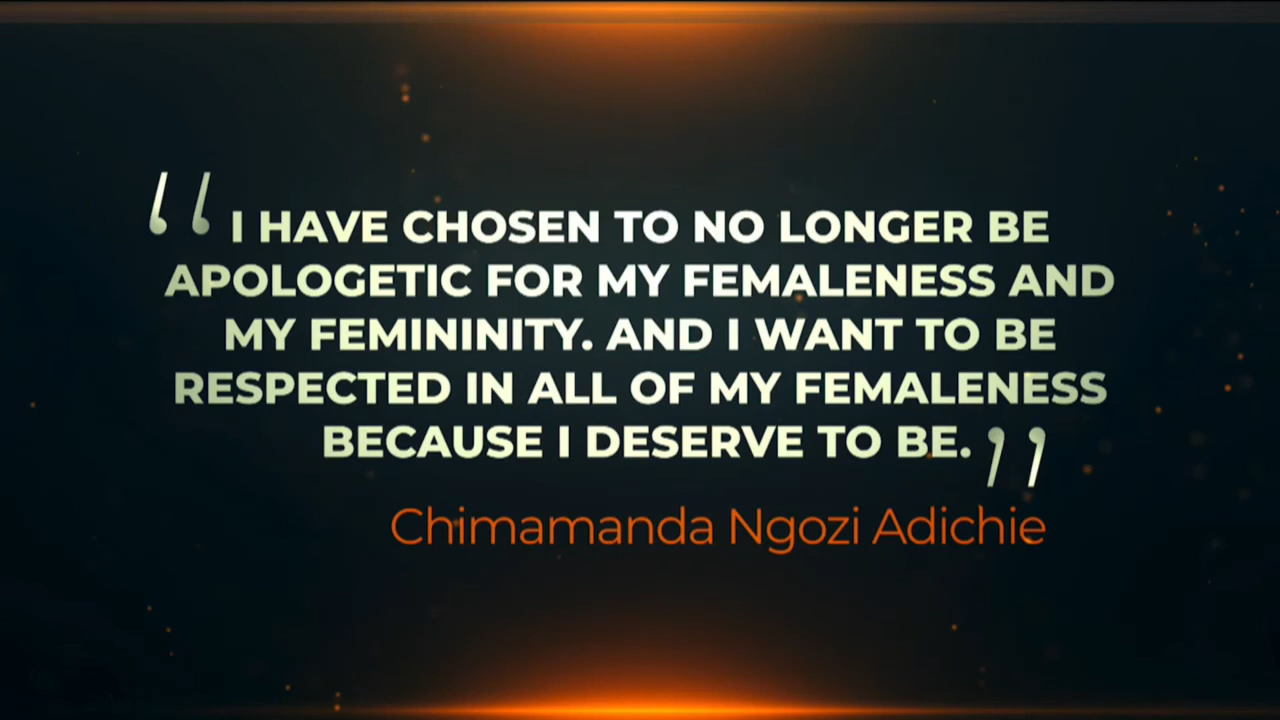 “I HAVE CHOSEN TO NO LONGER BE
APOLOGETIC FOR MY FEMALENESS AND
MY FEMININITY. AND I WANT TO BE
RESPECTED IN ALL OF MY FEMALENESS
BECAUSE I DESERVE TO BE.”
Chimamanda Ngozi Adichie